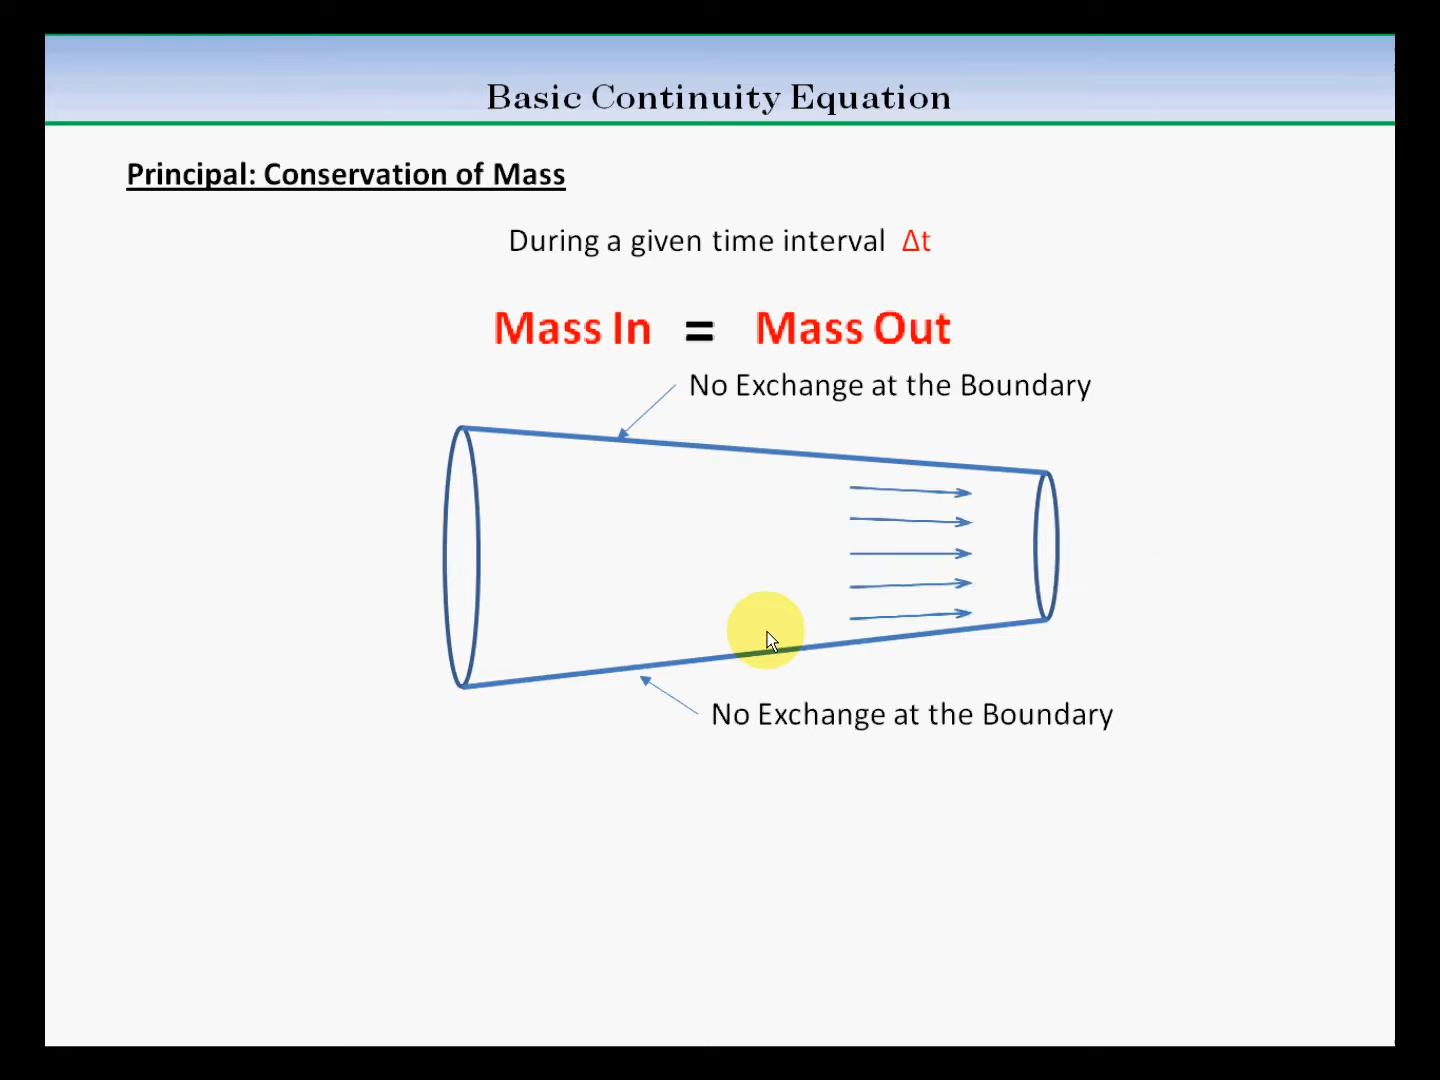 Basic Continuity Equation
Principal: Conservation of Mass
During a given time interval Δt
Mass In = Mass Out
No Exchange at the Boundary
No Exchange at the Boundary